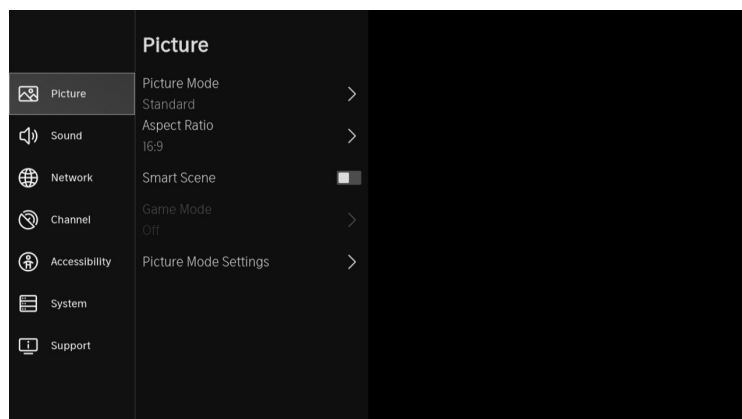 Picture
Picture
Sound
Network
Channel
Accessibility
System
Support
Picture Mode
Standard
Aspect Ratio
16:9
Smart Scene
Game Mode
Off
Picture Mode Settings